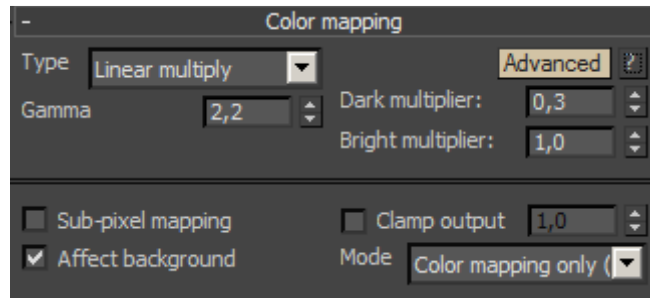 - Color mapping
Type Linear multiply Advanced ?
Gamma 2,2 Dark multiplier: 0,3
Bright multiplier: 1,0
Sub-pixel mapping Clamp output 1,0
Affect background Mode Color mapping only (